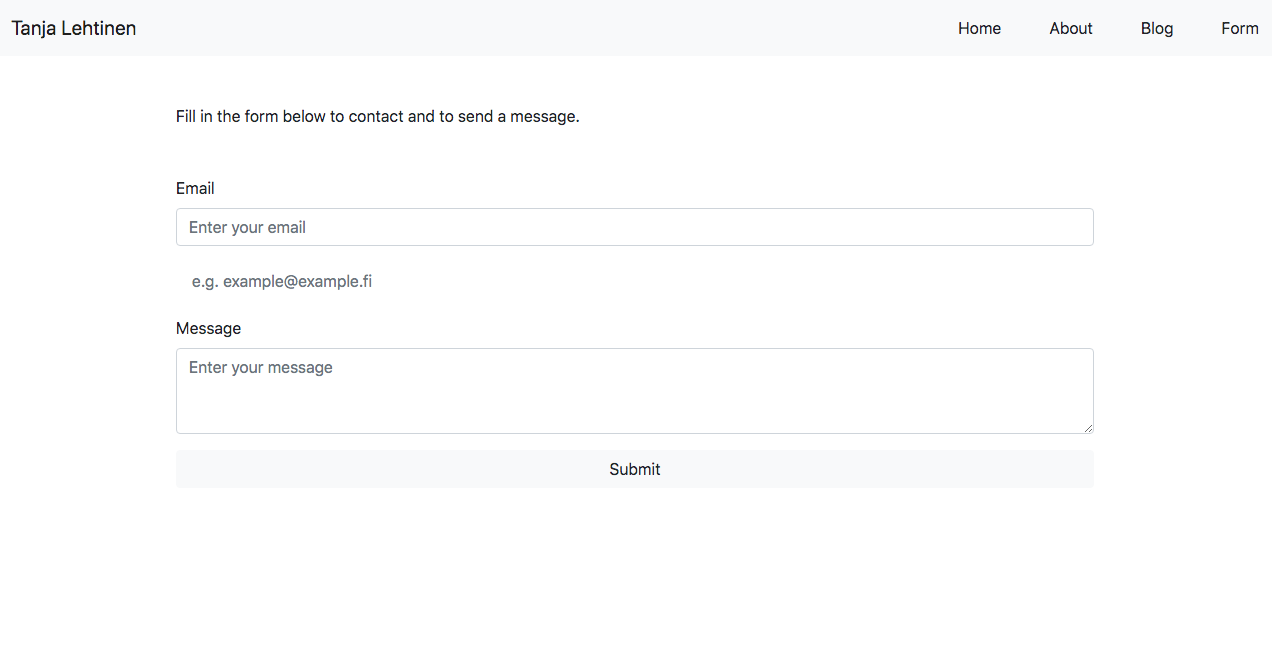 Tanja Lehtinen Home About Blog Form
Fill in the form below to contact and to send a message.
Email
Enter your email
e.g. example@example.fi
Message
Enter your message
Submit